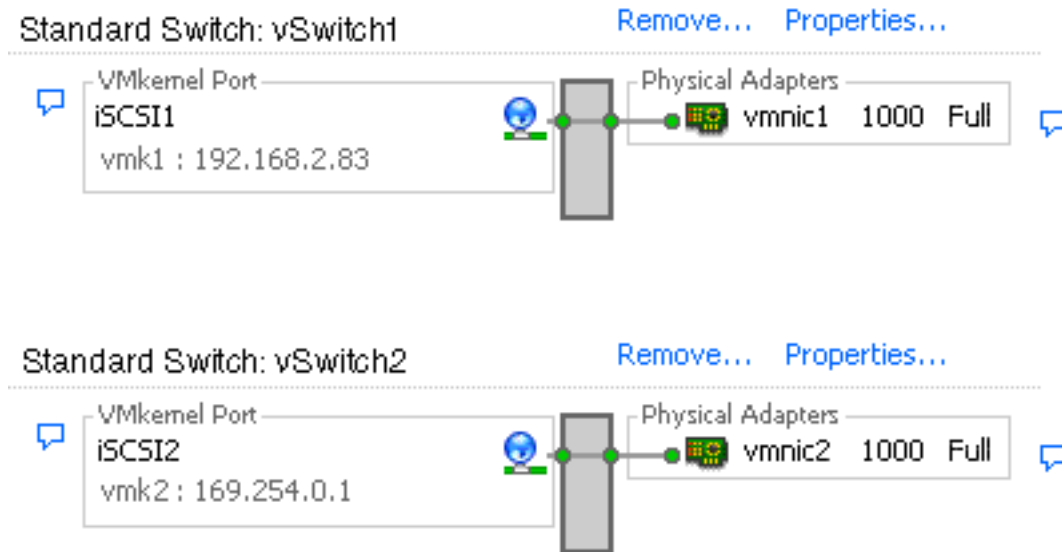 Standard Switch: vSwitch1 Remove... Properties...
VMkernel Port Physical Adapters
iSCSI1 vmnic1 1000 Full
vmk1 : 192.168.2.83
Standard Switch: vSwitch2 Remove... Properties...
VMkernel Port Physical Adapters
iSCSI2 vmnic2 1000 Full
vmk2 : 169.254.0.1